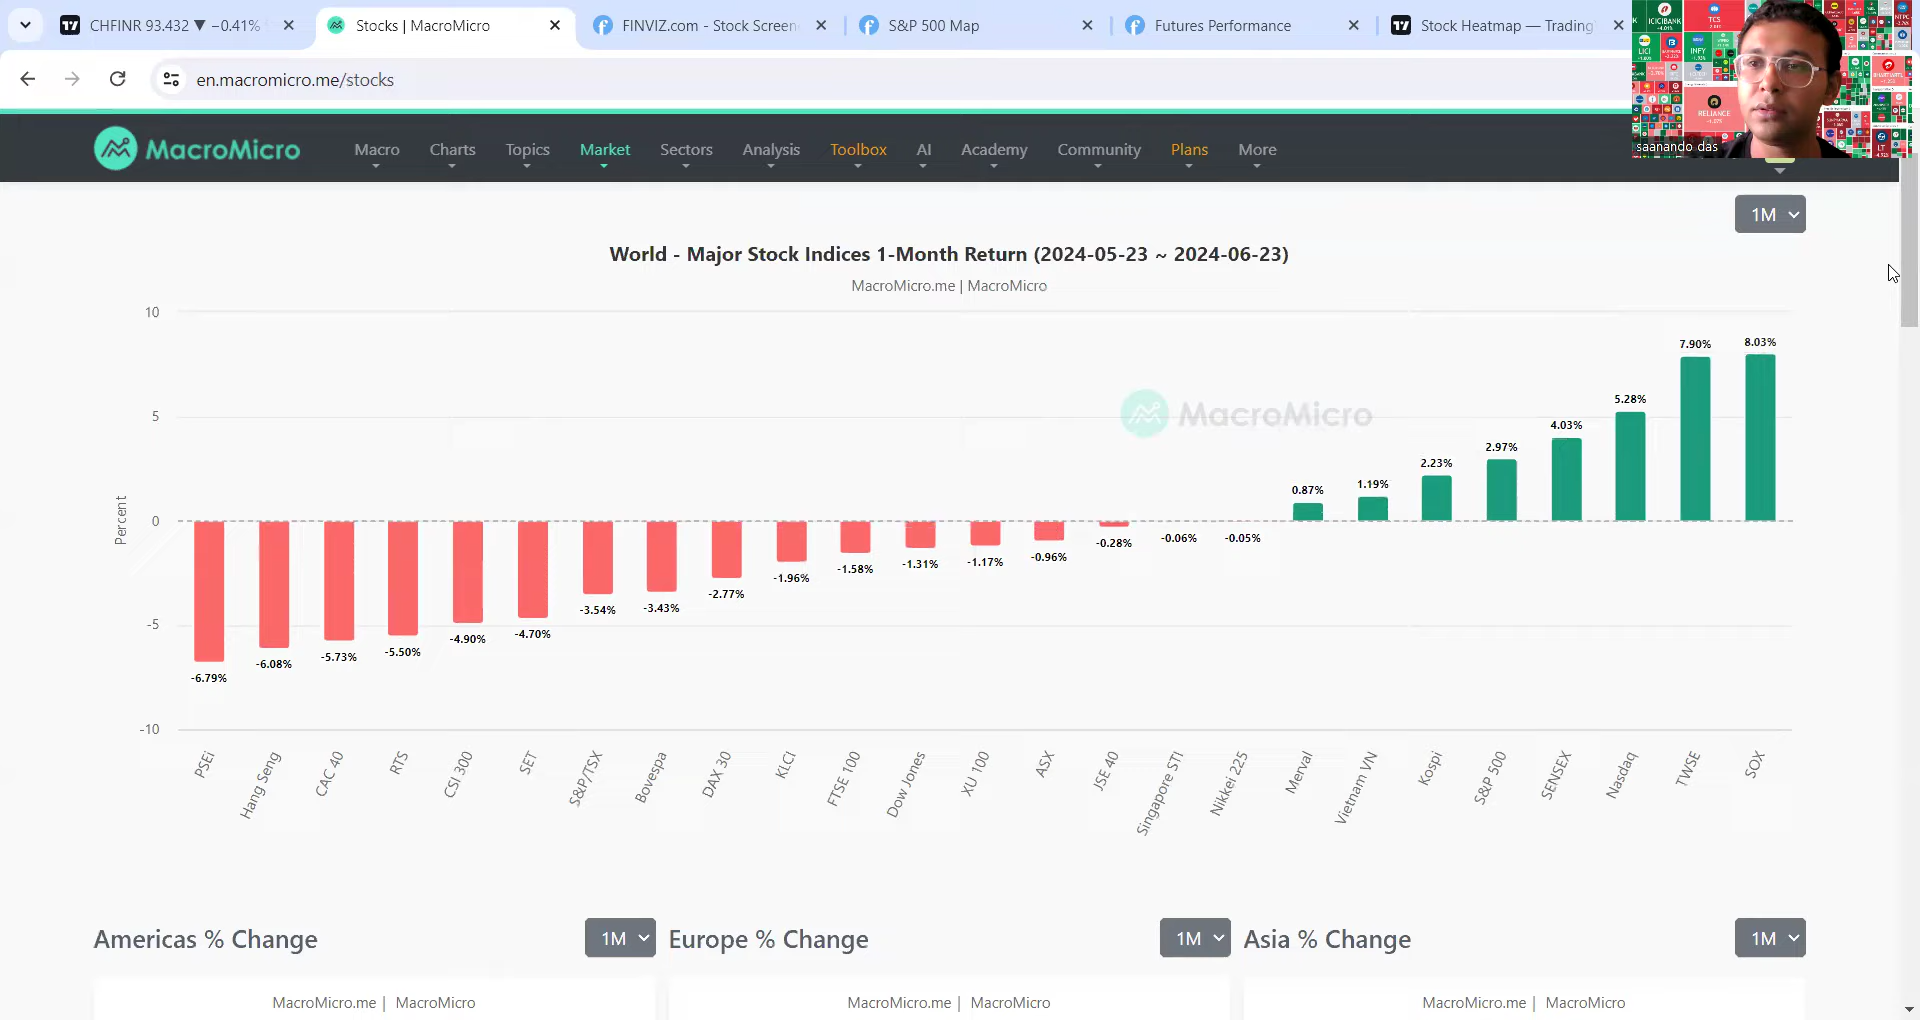 CHFINR 93.432 ▼ −0.41%
Stocks | MacroMicro
FINVIZ.com - Stock Screen
S&P 500 Map
Futures Performance
Stock Heatmap — Trading
en.macromicro.me/stocks
ICICIBANK
TCS
LICI
INFY
RELIANCE
LT
saanando das
MacroMicro
Macro
Charts
Topics
Market
Sectors
Analysis
Toolbox
AI
Academy
Community
Plans
More
1M
World - Major Stock Indices 1-Month Return (2024-05-23 ~ 2024-06-23)
MacroMicro.me | MacroMicro
Percent
10
5
0
-5
-10
MacroMicro
-6.79%
-6.08%
-5.73%
-5.50%
-4.90%
-4.70%
-3.54%
-3.43%
-2.77%
-1.96%
-1.58%
-1.31%
-1.17%
-0.96%
-0.28%
-0.06%
-0.05%
0.87%
1.19%
2.23%
2.97%
4.03%
5.28%
7.90%
8.03%
PSEi
Hang Seng
CAC 40
RTS
CSI 300
SET
S&P/TSX
Bovespa
DAX 30
KLCI
FTSE 100
Dow Jones
XU 100
ASX
JSE 40
Singapore STI
Nikkei 225
Merval
Vietnam VN
Kospi
S&P 500
SENSEX
Nasdaq
TWSE
SOX
Americas % Change
1M
Europe % Change
1M
Asia % Change
1M
MacroMicro.me | MacroMicro
MacroMicro.me | MacroMicro
MacroMicro.me | MacroMicro